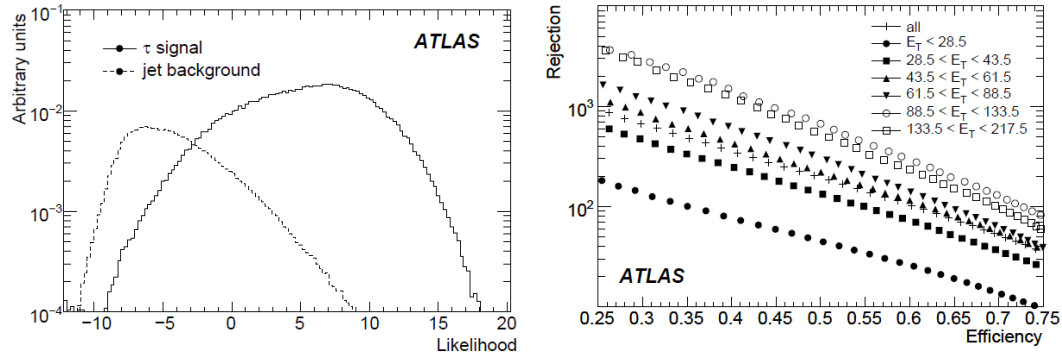 Arbitrary units
10⁻¹
10⁻²
10⁻³
10⁻⁴
τ signal
jet background
ATLAS
−10 −5 0 5 10 15 20
Likelihood
Rejection
10³
10²
all
E_T < 28.5
28.5 < E_T < 43.5
43.5 < E_T < 61.5
61.5 < E_T < 88.5
88.5 < E_T < 133.5
133.5 < E_T < 217.5
ATLAS
0.25 0.3 0.35 0.4 0.45 0.5 0.55 0.6 0.65 0.7 0.75
Efficiency